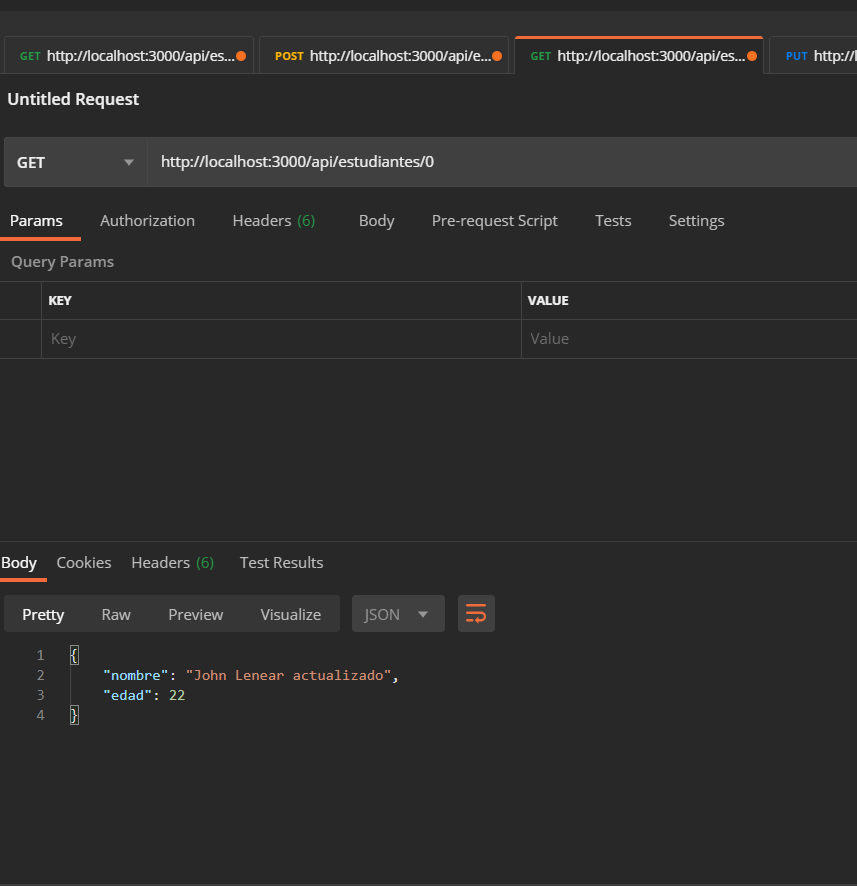 GET http://localhost:3000/api/es... POST http://localhost:3000/api/e... GET http://localhost:3000/api/es... PUT http://l
Untitled Request
GET http://localhost:3000/api/estudiantes/0
Params Authorization Headers (6) Body Pre-request Script Tests Settings
Query Params
KEY VALUE
Key Value
Body Cookies Headers (6) Test Results
Pretty Raw Preview Visualize JSON
1 {
2 "nombre": "John Lenear actualizado",
3 "edad": 22
4 }